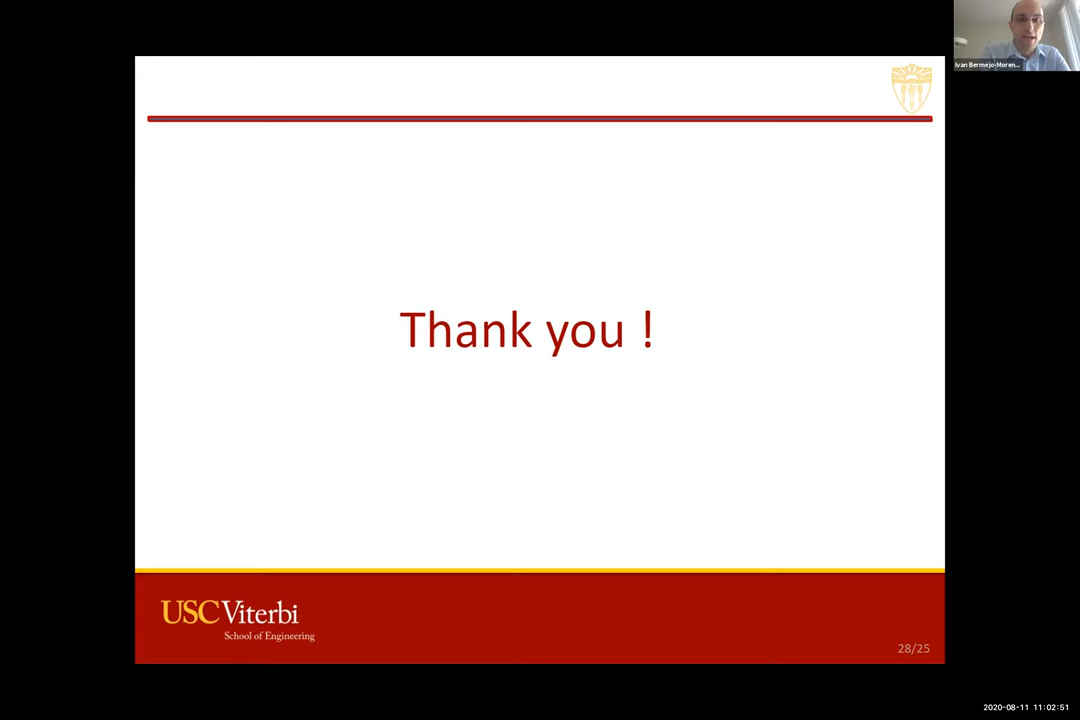 Ivan Bermejo-Moren...
Thank you !
USC Viterbi
School of Engineering
28/25
2020-08-11 11:02:51